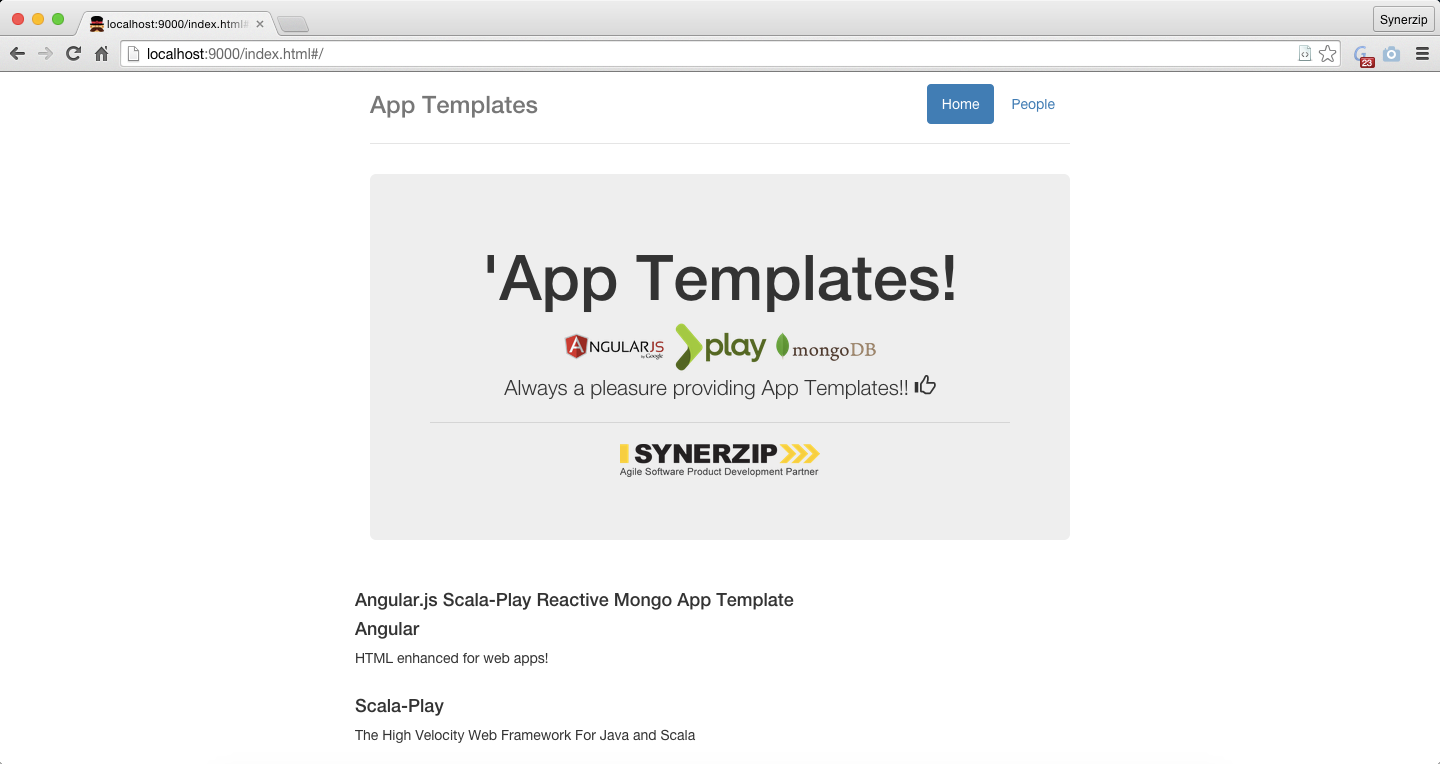 localhost:9000/index.html#
Synerzip
localhost:9000/index.html#/
23
App Templates
Home
People
'App Templates!
ANGULARJS
by Google
play
mongoDB
Always a pleasure providing App Templates!!
SYNERZIP
Agile Software Product Development Partner
Angular.js Scala-Play Reactive Mongo App Template
Angular
HTML enhanced for web apps!
Scala-Play
The High Velocity Web Framework For Java and Scala